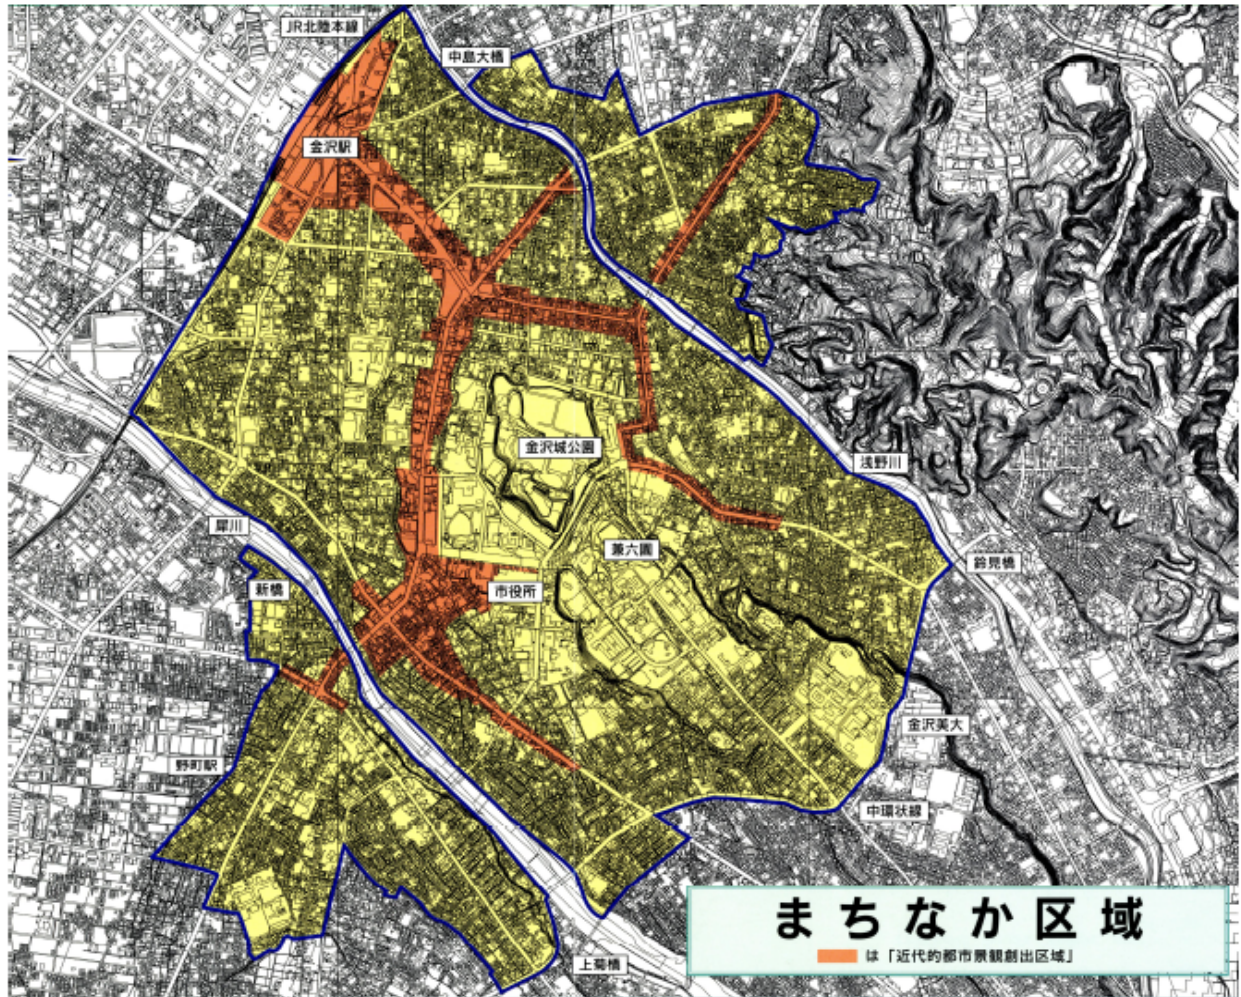 JR北陸本線
中島大橋
金沢駅
金沢城公園
浅野川
犀川
兼六園
鈴見橋
新橋
市役所
金沢美大
野町駅
中環状線
まちなか区域
は「近代的都市景観創出区域」
上菊橋